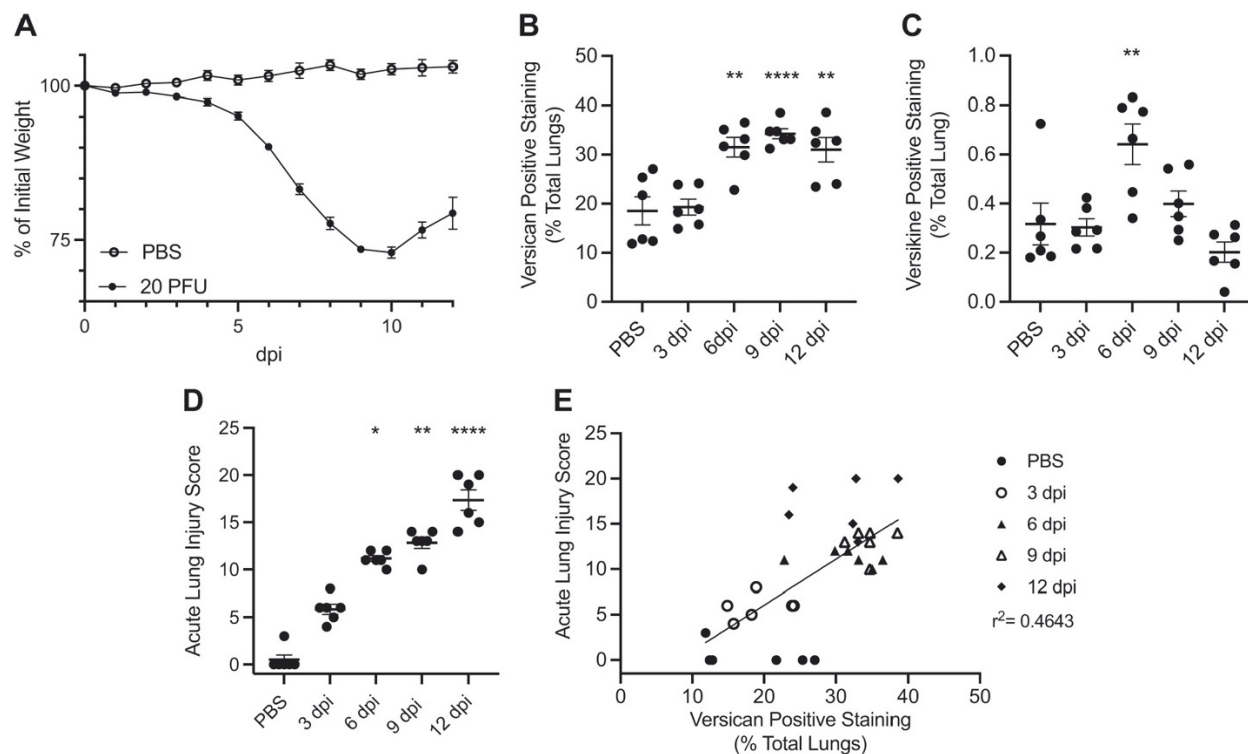 A
% of Initial Weight
100
75
PBS
20 PFU
0
5
10
dpi
B
Versican Positive Staining
(% Total Lungs)
50
40
30
20
10
0
**
****
**
PBS
3 dpi
6dpi
9 dpi
12 dpi
C
Versikine Positive Staining
(% Total Lung)
1.0
0.8
0.6
0.4
0.2
0.0
**
PBS
3 dpi
6 dpi
9 dpi
12 dpi
D
Acute Lung Injury Score
25
20
15
10
5
0
*
**
****
PBS
3 dpi
6 dpi
9 dpi
12 dpi
E
Acute Lung Injury Score
25
20
15
10
5
0
0
10
20
30
40
50
Versican Positive Staining
(% Total Lungs)
PBS
3 dpi
6 dpi
9 dpi
12 dpi
r²= 0.4643